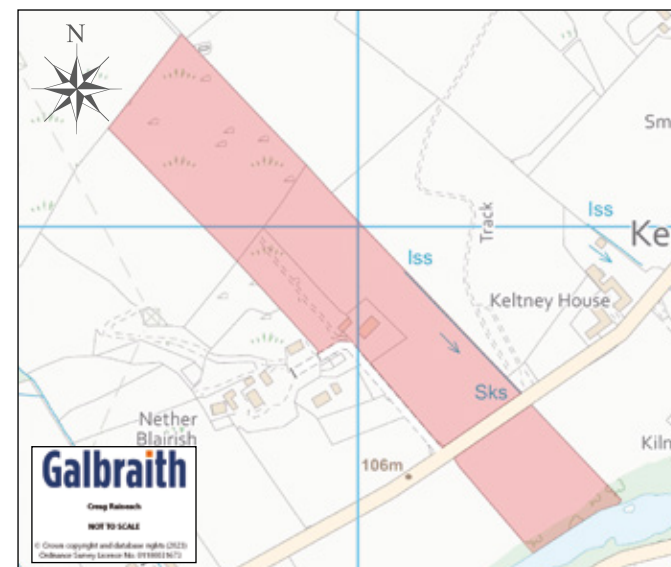 N
Sm
Iss
Track
Iss
Ke
Keltney House
Sks
Nether
Blairish
Kiln
106m
Galbraith
Creag Raineach
NOT TO SCALE
© Crown copyright and database rights (2023)
Ordnance Survey Licence No.